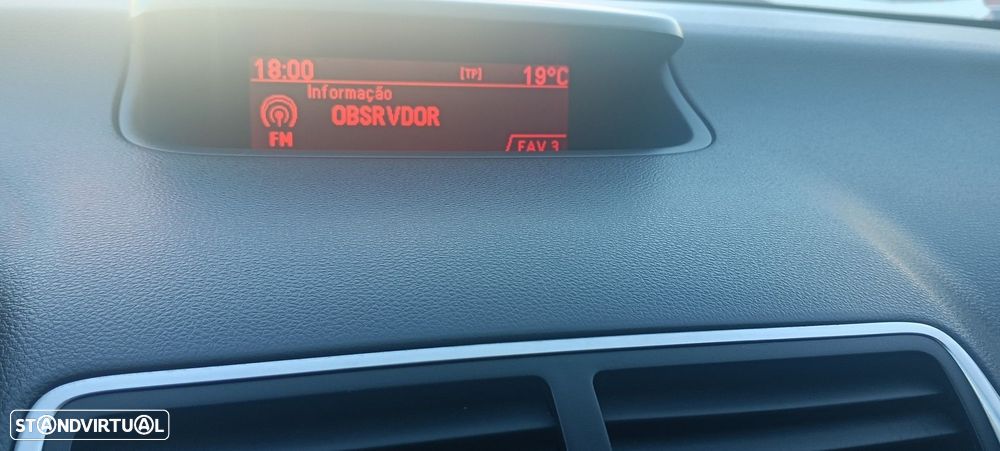 18:00 [TP] 19°C
Informação
OBSRVDOR
FM
FAV 3
STANDVIRTUAL